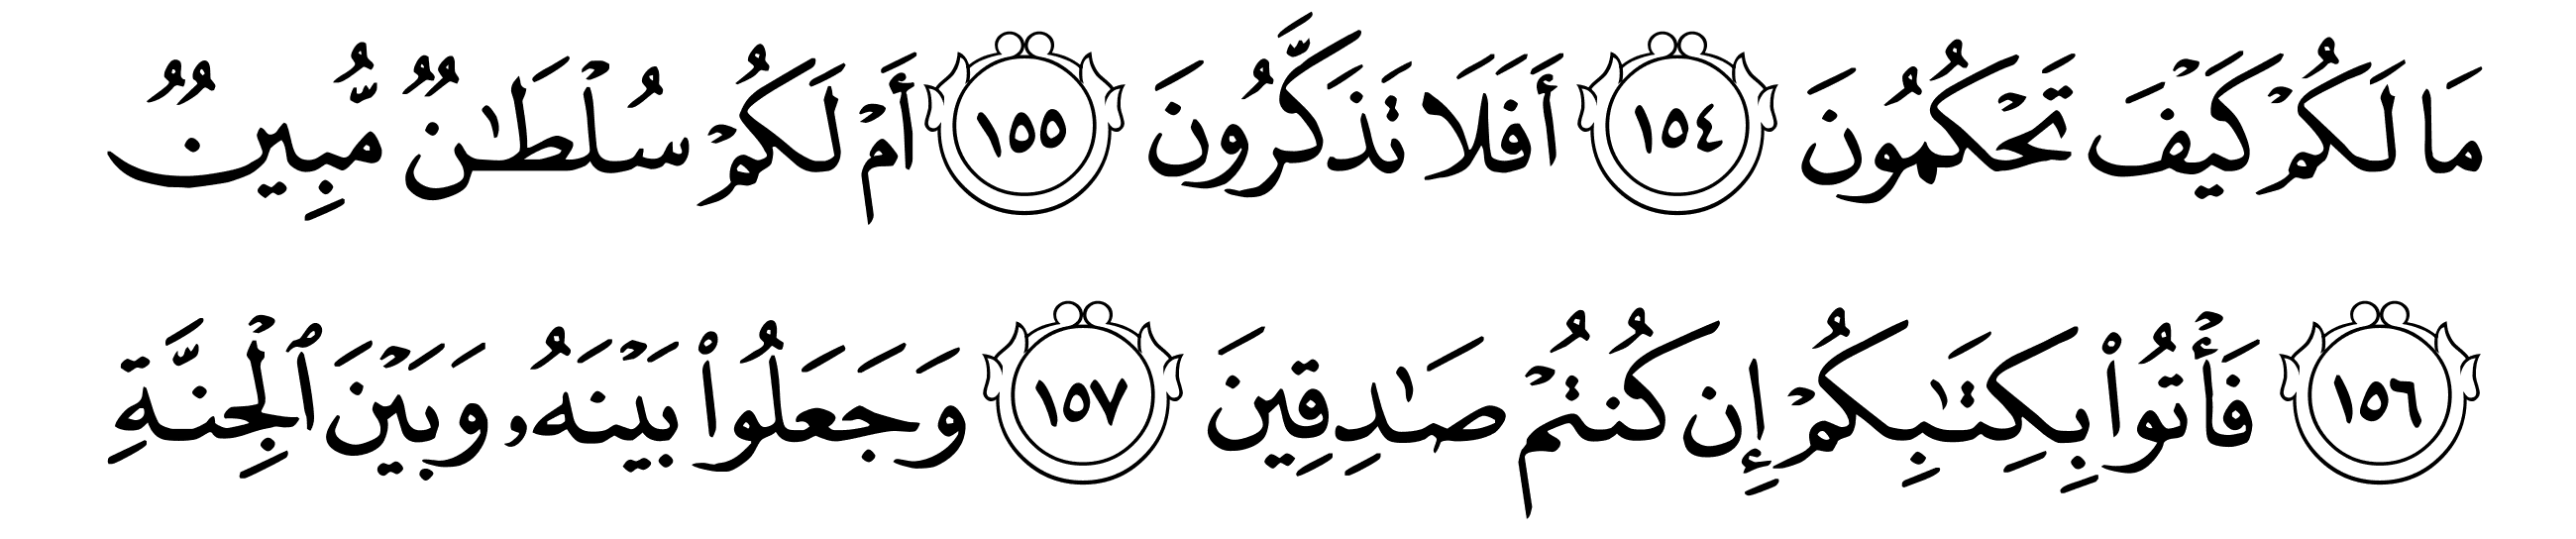 مَا لَكُمْ كَيْفَ تَحْكُمُونَ ١٥٤ أَفَلَا تَذَكَّرُونَ ١٥٥ أَمْ لَكُمْ سُلْطَـٰنٌ مُّبِينٌ
١٥٦ فَأْتُوا۟ بِكِتَـٰبِكُمْ إِن كُنتُمْ صَـٰدِقِينَ ١٥٧ وَجَعَلُوا۟ بَيْنَهُۥ وَبَيْنَ ٱلْجِنَّةِ